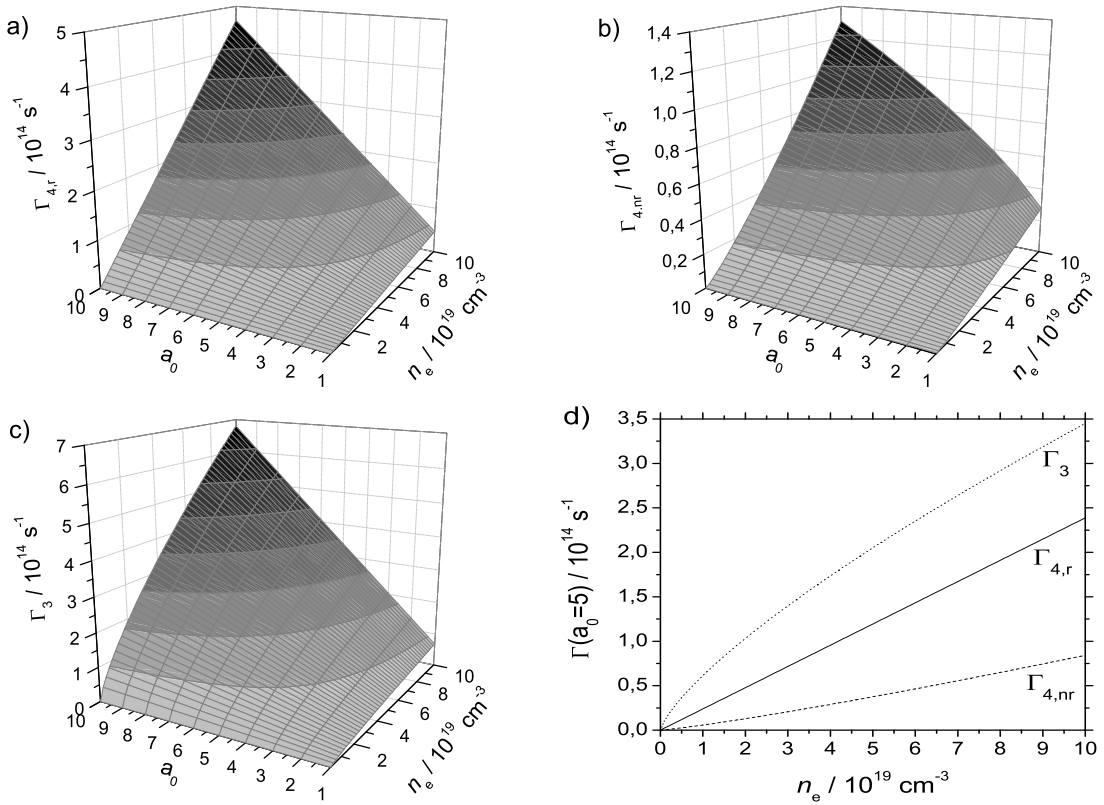 a)
Γ4,r / 10^14 s^-1
5
4
3
2
1
0
10 9 8 7 6 5 4 3 2 1
a0
2 4 6 8 10
ne / 10^19 cm^-3
b)
Γ4.nr / 10^14 s^-1
1,4
1,2
1,0
0,8
0,6
0,4
0,2
10 9 8 7 6 5 4 3 2 1
a0
2 4 6 8 10
ne / 10^19 cm^-3
c)
Γ3 / 10^14 s^-1
7
6
5
4
3
2
1
0
10 9 8 7 6 5 4 3 2 1
a0
2 4 6 8 10
ne / 10^19 cm^-3
d)
Γ(a0=5) / 10^14 s^-1
3,5
3,0
2,5
2,0
1,5
1,0
0,5
0,0
Γ3
Γ4,r
Γ4,nr
0 1 2 3 4 5 6 7 8 9 10
ne / 10^19 cm^-3